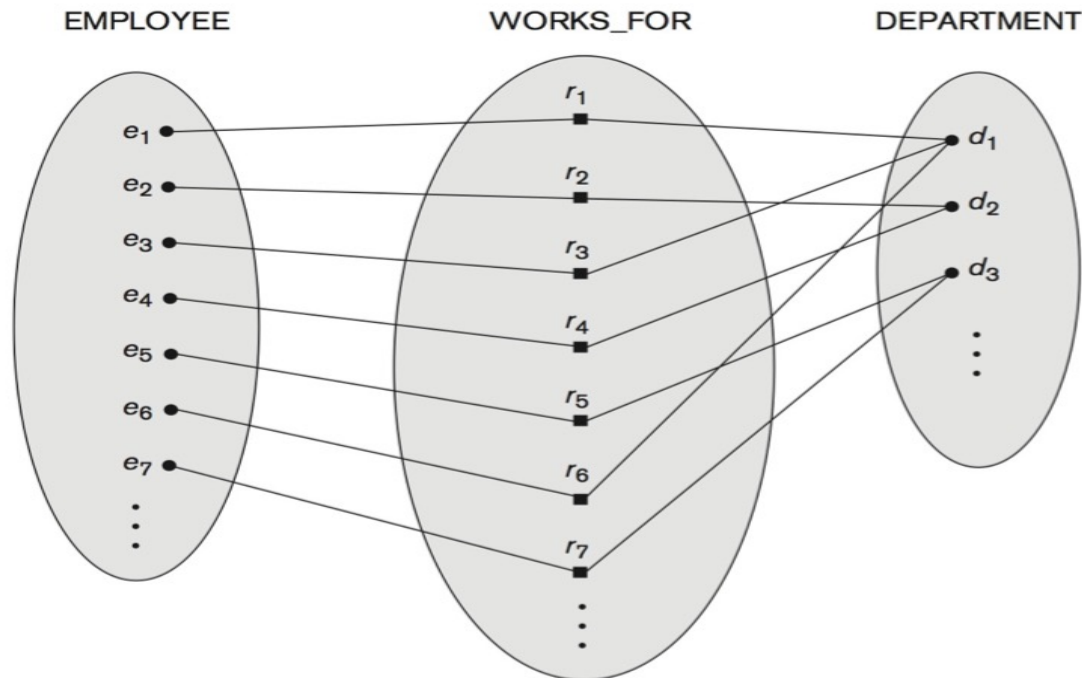 EMPLOYEE WORKS_FOR DEPARTMENT
e1
e2
e3
e4
e5
e6
e7
r1
r2
r3
r4
r5
r6
r7
d1
d2
d3